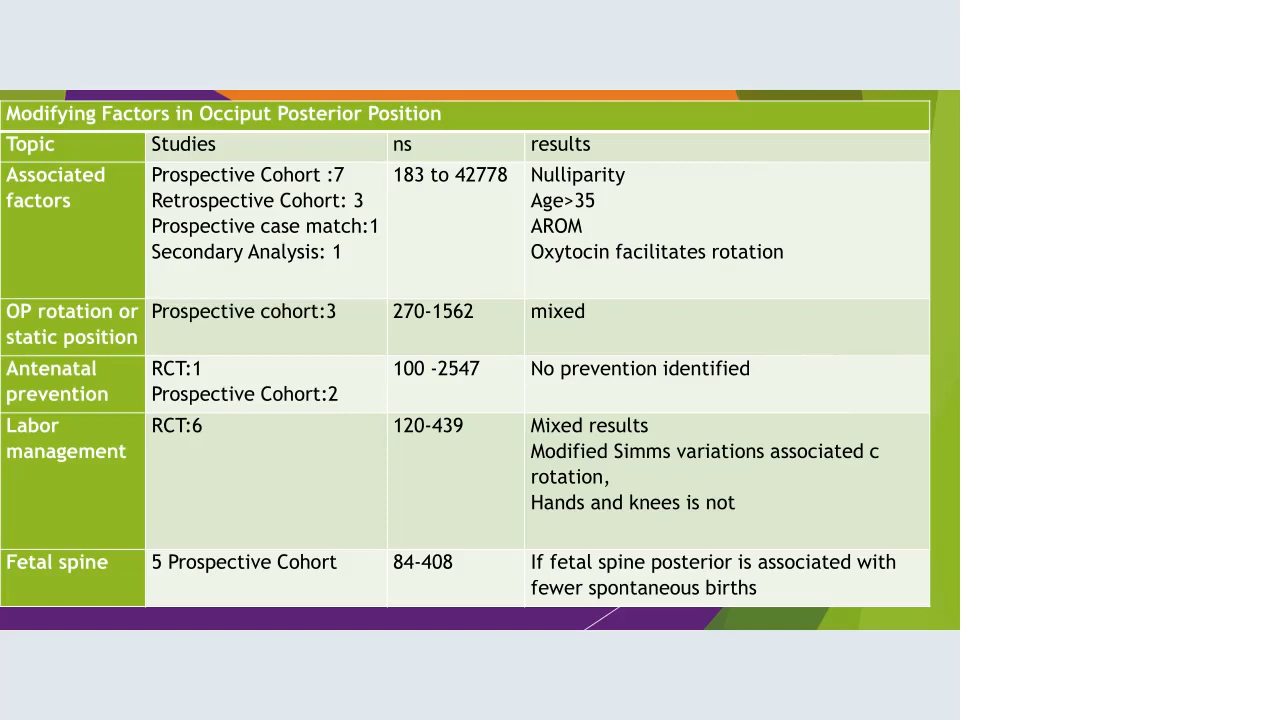 Modifying Factors in Occiput Posterior Position
Topic Studies ns results
Associated factors
Prospective Cohort :7
Retrospective Cohort: 3
Prospective case match:1
Secondary Analysis: 1
183 to 42778
Nulliparity
Age>35
AROM
Oxytocin facilitates rotation
OP rotation or
static position
Prospective cohort:3
270-1562
mixed
Antenatal
prevention
RCT:1
Prospective Cohort:2
100 -2547
No prevention identified
Labor
management
RCT:6
120-439
Mixed results
Modified Simms variations associated c
rotation,
Hands and knees is not
Fetal spine
5 Prospective Cohort
84-408
If fetal spine posterior is associated with
fewer spontaneous births